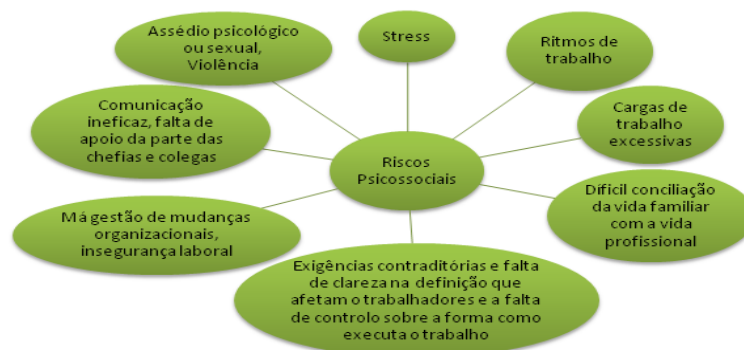 Assédio psicológico
ou sexual,
Violência
Stress
Ritmos de
trabalho
Comunicação
ineficaz, falta de
apoio da parte das
chefias e colegas
Cargas de
trabalho
excessivas
Riscos
Psicossociais
Difícil conciliação
da vida familiar
com a vida
profissional
Má gestão de mudanças
organizacionais,
insegurança laboral
Exigências contraditórias e falta
de clareza na definição que
afetam o trabalhadores e a falta
de controlo sobre a forma como
executa o trabalho